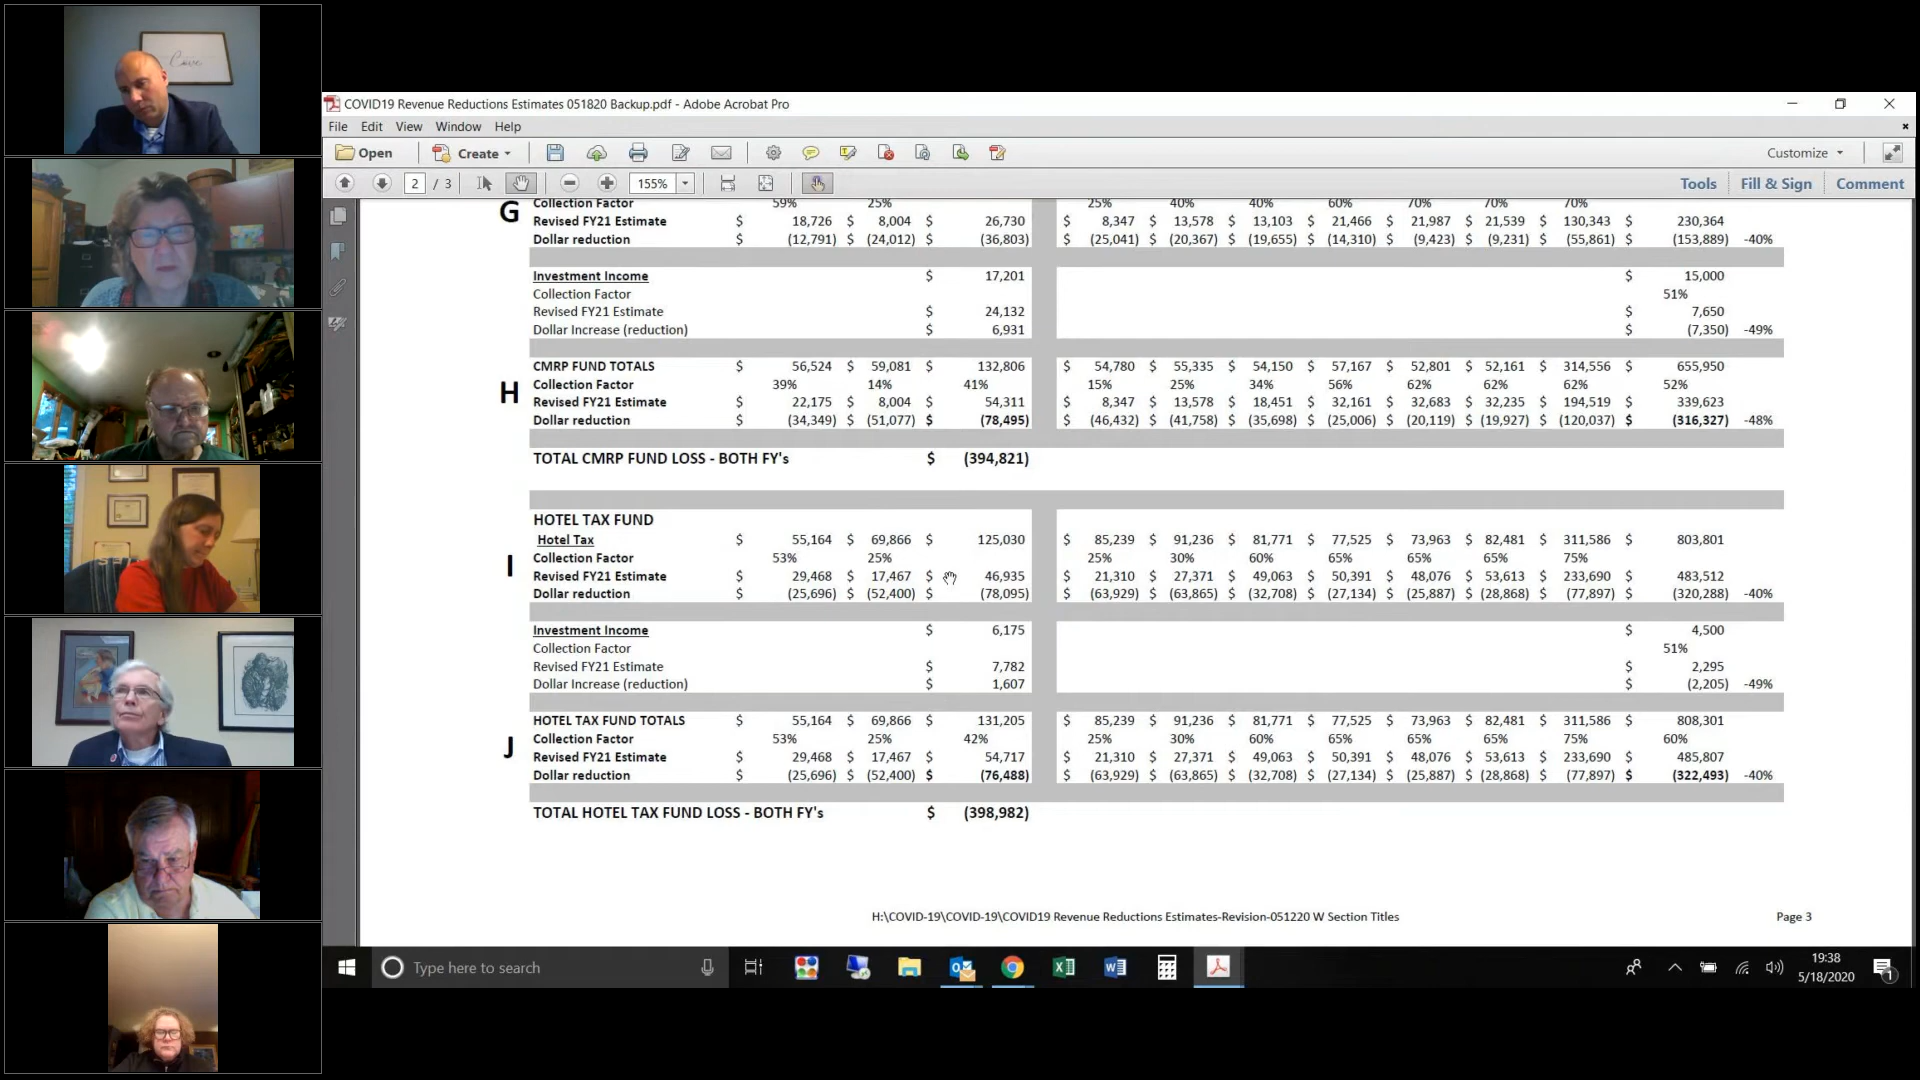 Cave
COVID19 Revenue Reductions Estimates 051820 Backup.pdf - Adobe Acrobat Pro
File Edit View Window Help
Open Create Customize
2 / 3 155% Tools Fill & Sign Comment
G
Collection Factor 59% 25% 25% 40% 40% 60% 70% 70% 70%
Revised FY21 Estimate $ 18,726 $ 8,004 $ 26,730 $ 8,347 $ 13,578 $ 13,103 $ 21,466 $ 21,987 $ 21,539 $ 130,343 $ 230,364
Dollar reduction $ (12,791) $ (24,012) $ (36,803) $ (25,041) $ (20,367) $ (19,655) $ (14,310) $ (9,423) $ (9,231) $ (55,861) $ (153,889) -40%
Investment Income $ 17,201 $ 15,000
Collection Factor 51%
Revised FY21 Estimate $ 24,132 $ 7,650
Dollar Increase (reduction) $ 6,931 $ (7,350) -49%
H
CMRP FUND TOTALS $ 56,524 $ 59,081 $ 132,806 $ 54,780 $ 55,335 $ 54,150 $ 57,167 $ 52,801 $ 52,161 $ 314,556 $ 655,950
Collection Factor 39% 14% 41% 15% 25% 34% 56% 62% 62% 62% 52%
Revised FY21 Estimate $ 22,175 $ 8,004 $ 54,311 $ 8,347 $ 13,578 $ 18,451 $ 32,161 $ 32,683 $ 32,235 $ 194,519 $ 339,623
Dollar reduction $ (34,349) $ (51,077) $ (78,495) $ (46,432) $ (41,758) $ (35,698) $ (25,006) $ (20,119) $ (19,927) $ (120,037) $ (316,327) -48%
TOTAL CMRP FUND LOSS - BOTH FY's $ (394,821)
HOTEL TAX FUND
I
Hotel Tax $ 55,164 $ 69,866 $ 125,030 $ 85,239 $ 91,236 $ 81,771 $ 77,525 $ 73,963 $ 82,481 $ 311,586 $ 803,801
Collection Factor 53% 25% 25% 30% 60% 65% 65% 65% 75%
Revised FY21 Estimate $ 29,468 $ 17,467 $ 46,935 $ 21,310 $ 27,371 $ 49,063 $ 50,391 $ 48,076 $ 53,613 $ 233,690 $ 483,512
Dollar reduction $ (25,696) $ (52,400) $ (78,095) $ (63,929) $ (63,865) $ (32,708) $ (27,134) $ (25,887) $ (28,868) $ (77,897) $ (320,288) -40%
Investment Income $ 6,175 $ 4,500
Collection Factor 51%
Revised FY21 Estimate $ 7,782 $ 2,295
Dollar Increase (reduction) $ 1,607 $ (2,205) -49%
J
HOTEL TAX FUND TOTALS $ 55,164 $ 69,866 $ 131,205 $ 85,239 $ 91,236 $ 81,771 $ 77,525 $ 73,963 $ 82,481 $ 311,586 $ 808,301
Collection Factor 53% 25% 42% 25% 30% 60% 65% 65% 65% 75% 60%
Revised FY21 Estimate $ 29,468 $ 17,467 $ 54,717 $ 21,310 $ 27,371 $ 49,063 $ 50,391 $ 48,076 $ 53,613 $ 233,690 $ 485,807
Dollar reduction $ (25,696) $ (52,400) $ (76,488) $ (63,929) $ (63,865) $ (32,708) $ (27,134) $ (25,887) $ (28,868) $ (77,897) $ (322,493) -40%
TOTAL HOTEL TAX FUND LOSS - BOTH FY's $ (398,982)
H:\COVID-19\COVID-19\COVID19 Revenue Reductions Estimates-Revision-051220 W Section Titles Page 3
Type here to search
19:38
5/18/2020
1